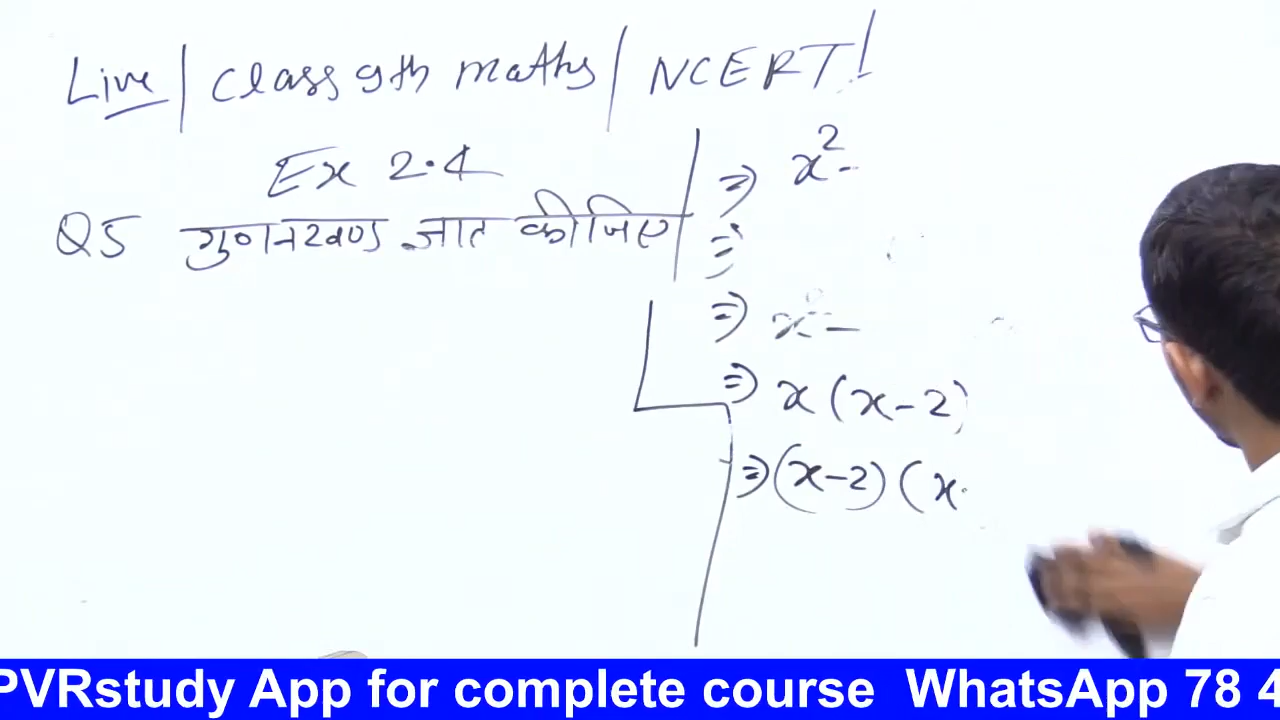 Live | Class 9th maths | NCERT!
Ex 2.4
Q5 गुणनखण्ड ज्ञात कीजिए
⇒ x² -
⇒
⇒ x² -
⇒ x (x-2)
⇒ (x-2) (x
PVRstudy App for complete course WhatsApp 78 4